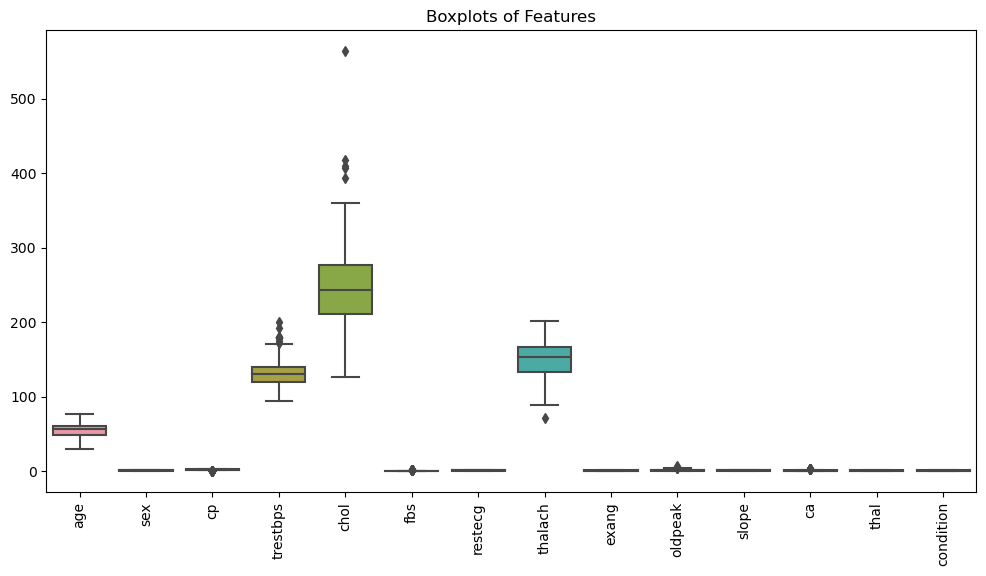 Boxplots of Features
500
400
300
200
100
0
age
sex
cp
trestbps
chol
fbs
restecg
thalach
exang
oldpeak
slope
ca
thal
condition